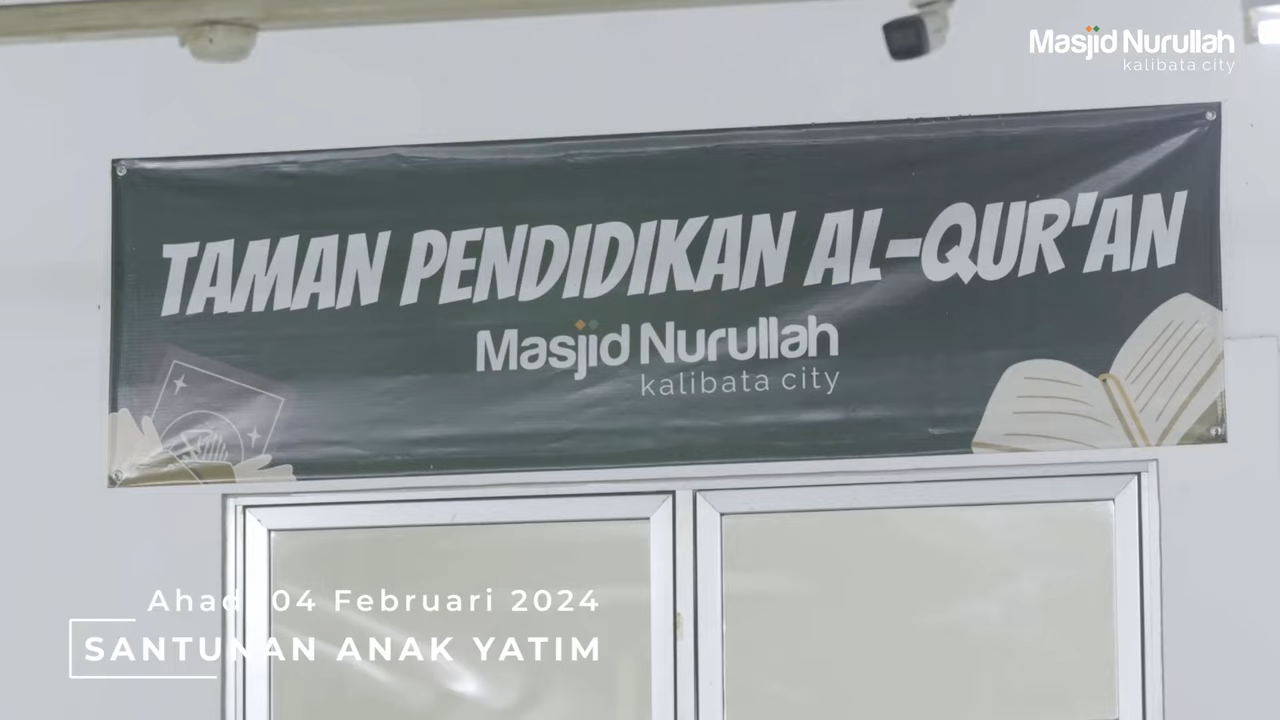 Masjid Nurullah
kalibata city
TAMAN PENDIDIKAN AL-QUR'AN
Masjid Nurullah
kalibata city
Ahad, 04 Februari 2024
SANTUNAN ANAK YATIM